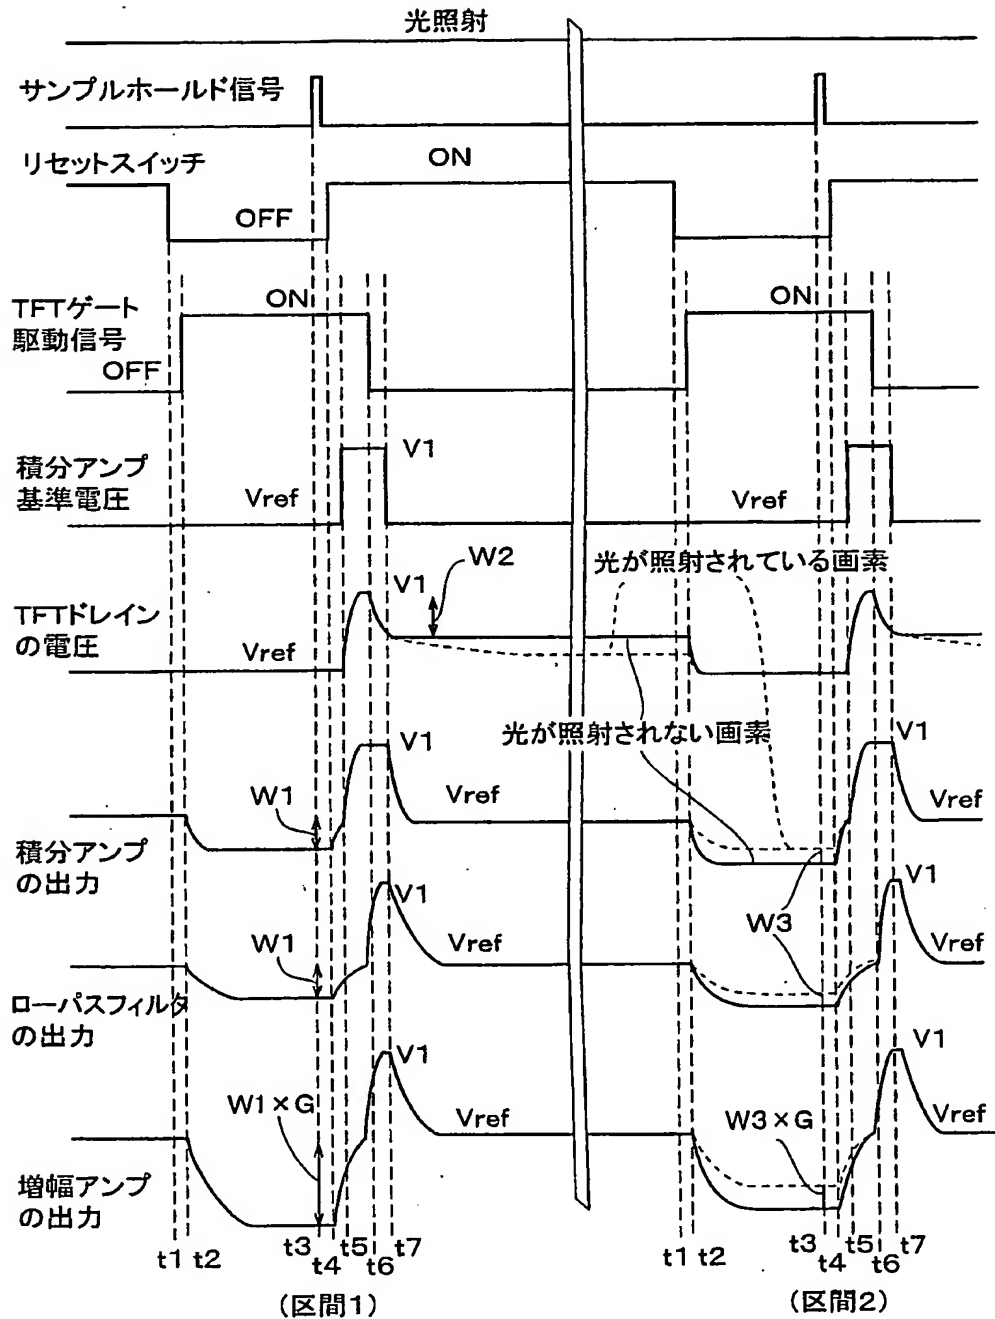 光照射
サンプルホールド信号
リセットスイッチ
ON
OFF
TFTゲート
駆動信号
ON
ON
OFF
積分アンプ
基準電圧
V1
Vref
Vref
W2
光が照射されている画素
TFTドレイン
の電圧
V1
Vref
光が照射されない画素
V1
V1
W1
Vref
Vref
積分アンプ
の出力
V1
V1
W1
Vref
W3
Vref
ローパスフィルタ
の出力
V1
V1
W1×G
Vref
W3×G
Vref
増幅アンプ
の出力
t1 t2 t3 t4 t5 t6 t7
t1 t2 t3 t4 t5 t6 t7
(区間1)
(区間2)